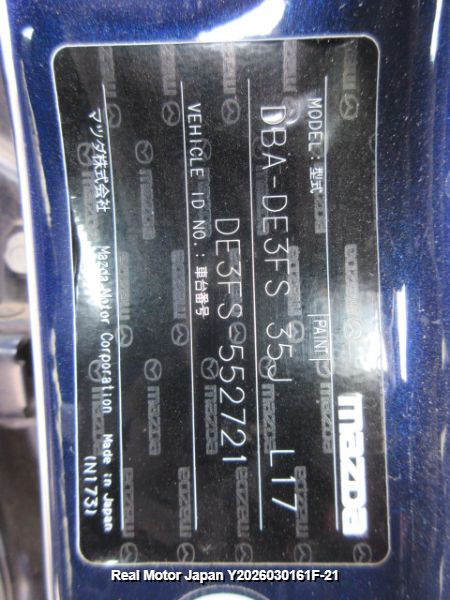 mazda
MODEL:型式 PAINT
DBA-DE3FS 35J L17
VEHICLE ID NO.:車台番号
DE3FS-552721
マツダ株式会社 Mazda Motor Corporation Made in Japan
(N173)
Real Motor Japan Y2026030161F-21